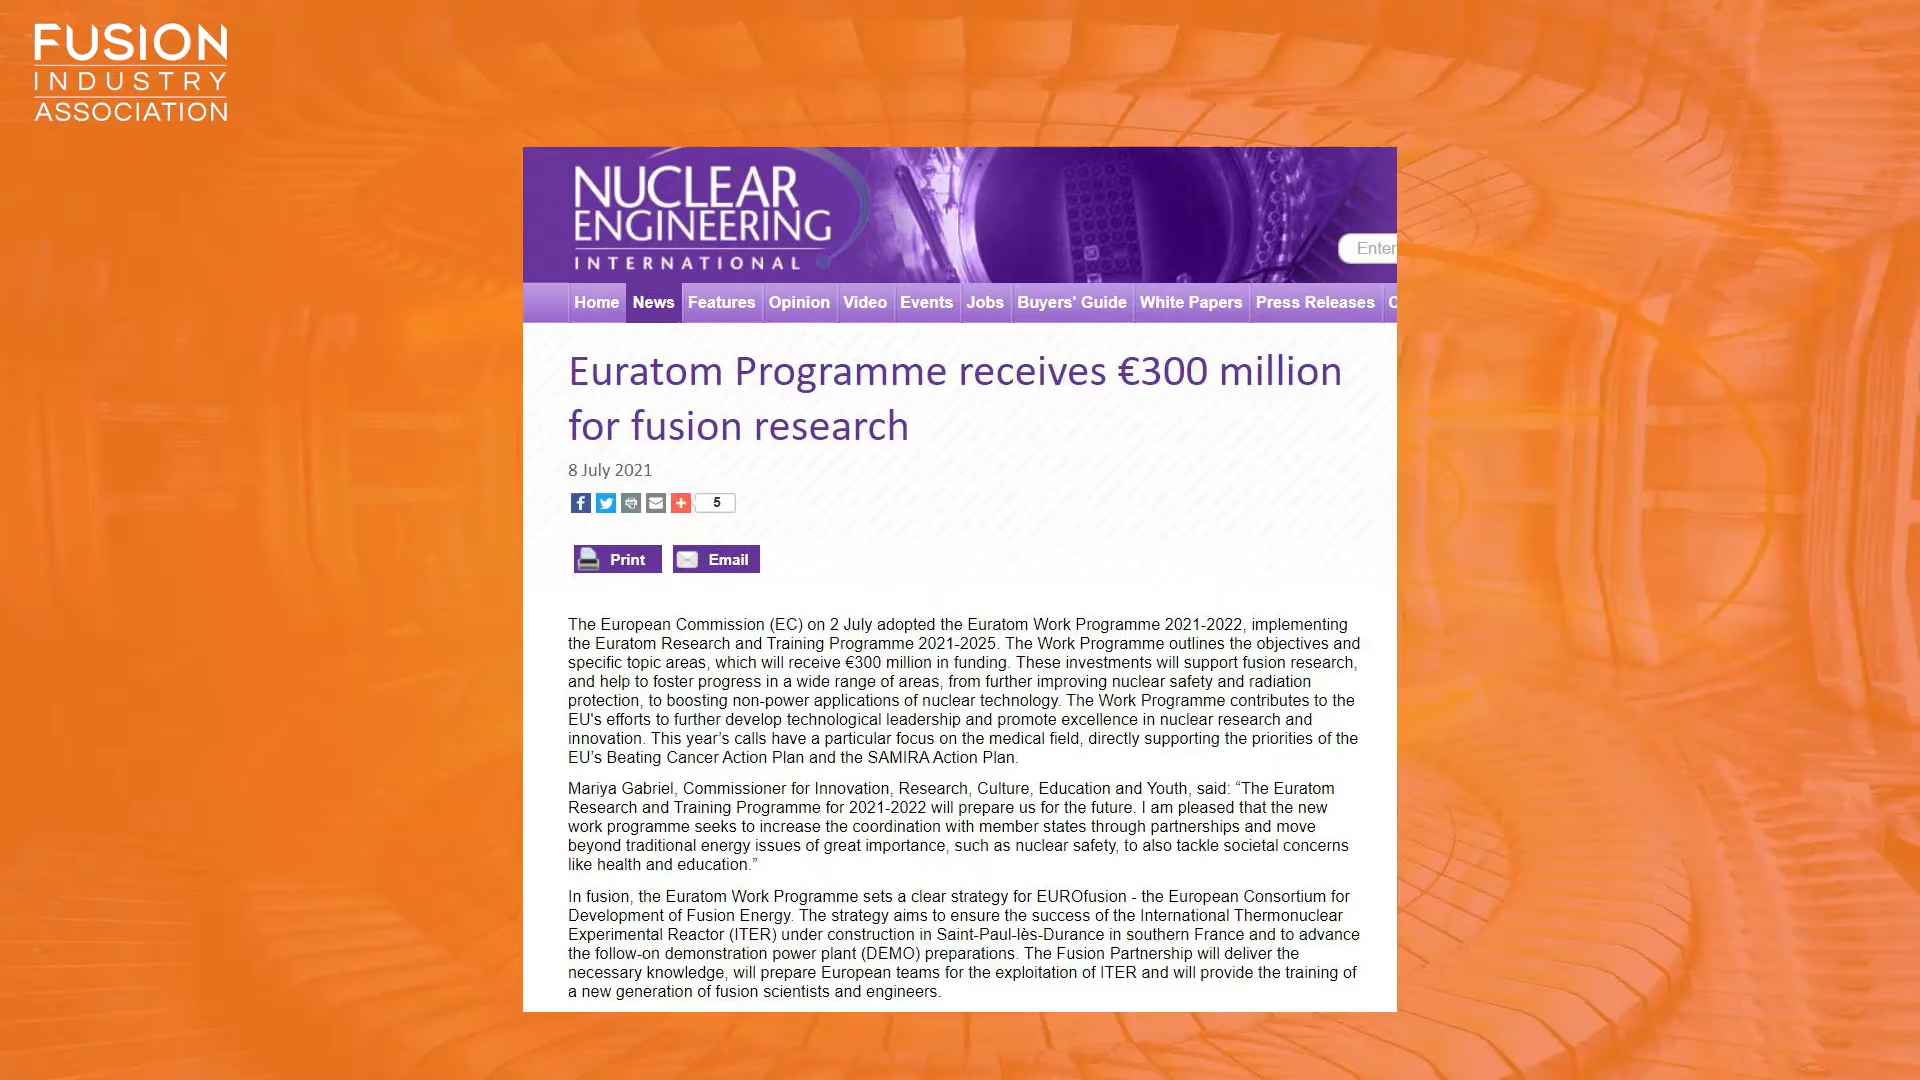 FUSION
INDUSTRY
ASSOCIATION
NUCLEAR
ENGINEERING
INTERNATIONAL
Enter
Home News Features Opinion Video Events Jobs Buyers' Guide White Papers Press Releases C
Euratom Programme receives €300 million
for fusion research
8 July 2021
5
Print Email
The European Commission (EC) on 2 July adopted the Euratom Work Programme 2021-2022, implementing
the Euratom Research and Training Programme 2021-2025. The Work Programme outlines the objectives and
specific topic areas, which will receive €300 million in funding. These investments will support fusion research,
and help to foster progress in a wide range of areas, from further improving nuclear safety and radiation
protection, to boosting non-power applications of nuclear technology. The Work Programme contributes to the
EU's efforts to further develop technological leadership and promote excellence in nuclear research and
innovation. This year’s calls have a particular focus on the medical field, directly supporting the priorities of the
EU’s Beating Cancer Action Plan and the SAMIRA Action Plan.
Mariya Gabriel, Commissioner for Innovation, Research, Culture, Education and Youth, said: “The Euratom
Research and Training Programme for 2021-2022 will prepare us for the future. I am pleased that the new
work programme seeks to increase the coordination with member states through partnerships and move
beyond traditional energy issues of great importance, such as nuclear safety, to also tackle societal concerns
like health and education.”
In fusion, the Euratom Work Programme sets a clear strategy for EUROfusion - the European Consortium for
Development of Fusion Energy. The strategy aims to ensure the success of the International Thermonuclear
Experimental Reactor (ITER) under construction in Saint-Paul-lès-Durance in southern France and to advance
the follow-on demonstration power plant (DEMO) preparations. The Fusion Partnership will deliver the
necessary knowledge, will prepare European teams for the exploitation of ITER and will provide the training of
a new generation of fusion scientists and engineers.